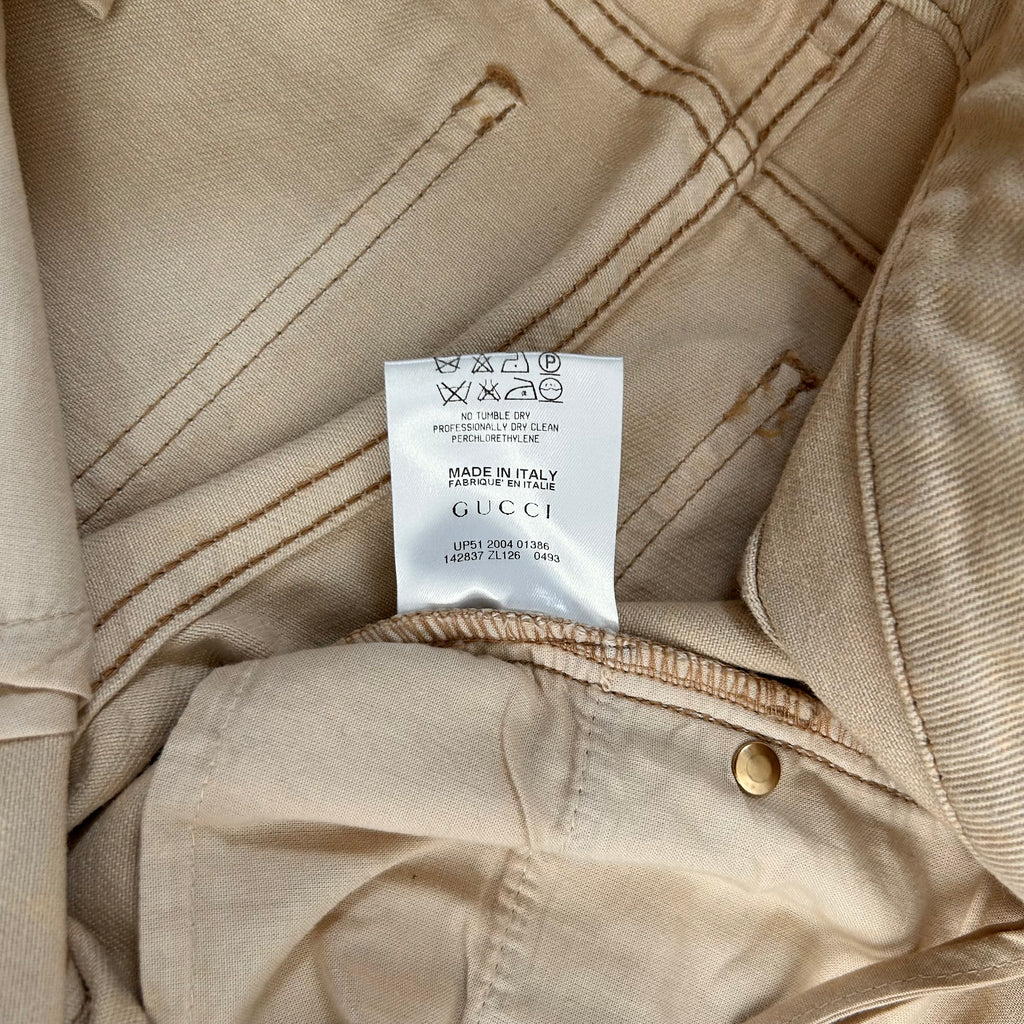 P
NO TUMBLE DRY
PROFESSIONALLY DRY CLEAN
PERCHLORETHYLENE
MADE IN ITALY
FABRIQUE' EN ITALIE
GUCCI
UP51 2004 01386
142837 ZL126 0493